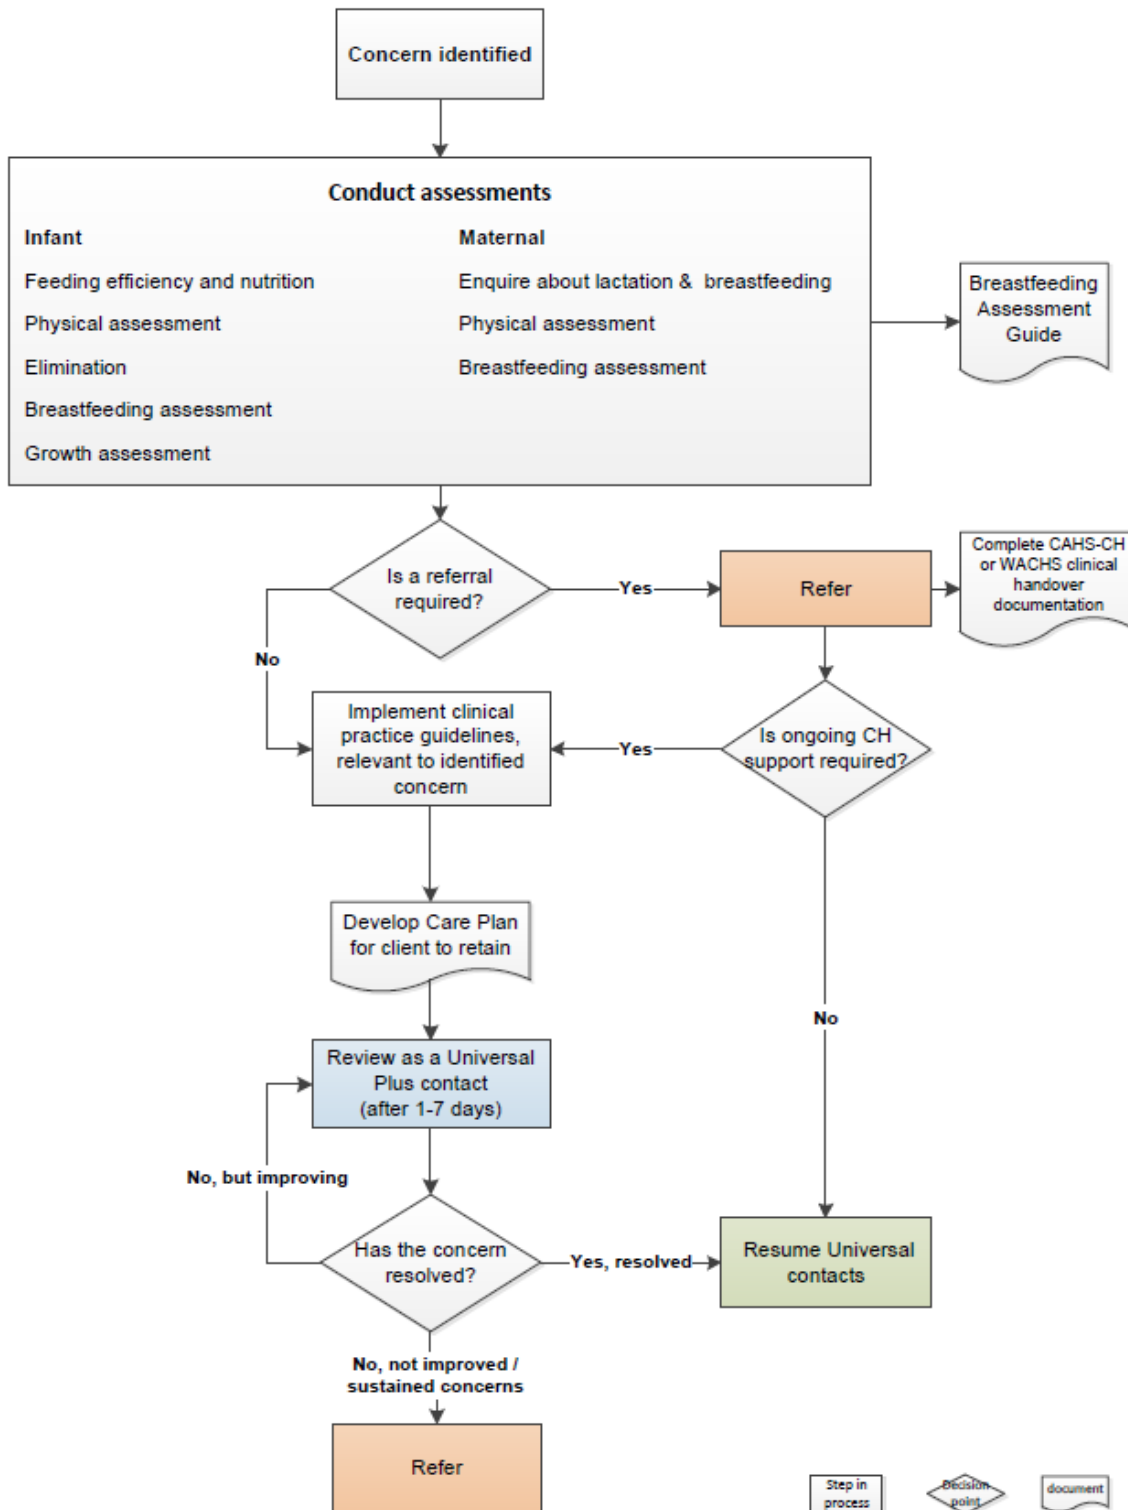 Concern identified
Conduct assessments
Infant
Maternal
Feeding efficiency and nutrition
Enquire about lactation & breastfeeding
Physical assessment
Physical assessment
Elimination
Breastfeeding assessment
Breastfeeding assessment
Growth assessment
Breastfeeding
Assessment
Guide
Is a referral
required?
Yes
Refer
Complete CAHS-CH
or WACHS clinical
handover
documentation
No
Implement clinical
practice guidelines,
relevant to identified
concern
Yes
Is ongoing CH
support required?
Develop Care Plan
for client to retain
No
Review as a Universal
Plus contact
(after 1-7 days)
No, but improving
Has the concern
resolved?
Yes, resolved
Resume Universal
contacts
No, not improved /
sustained concerns
Refer
Step in
process
Decision
point
document